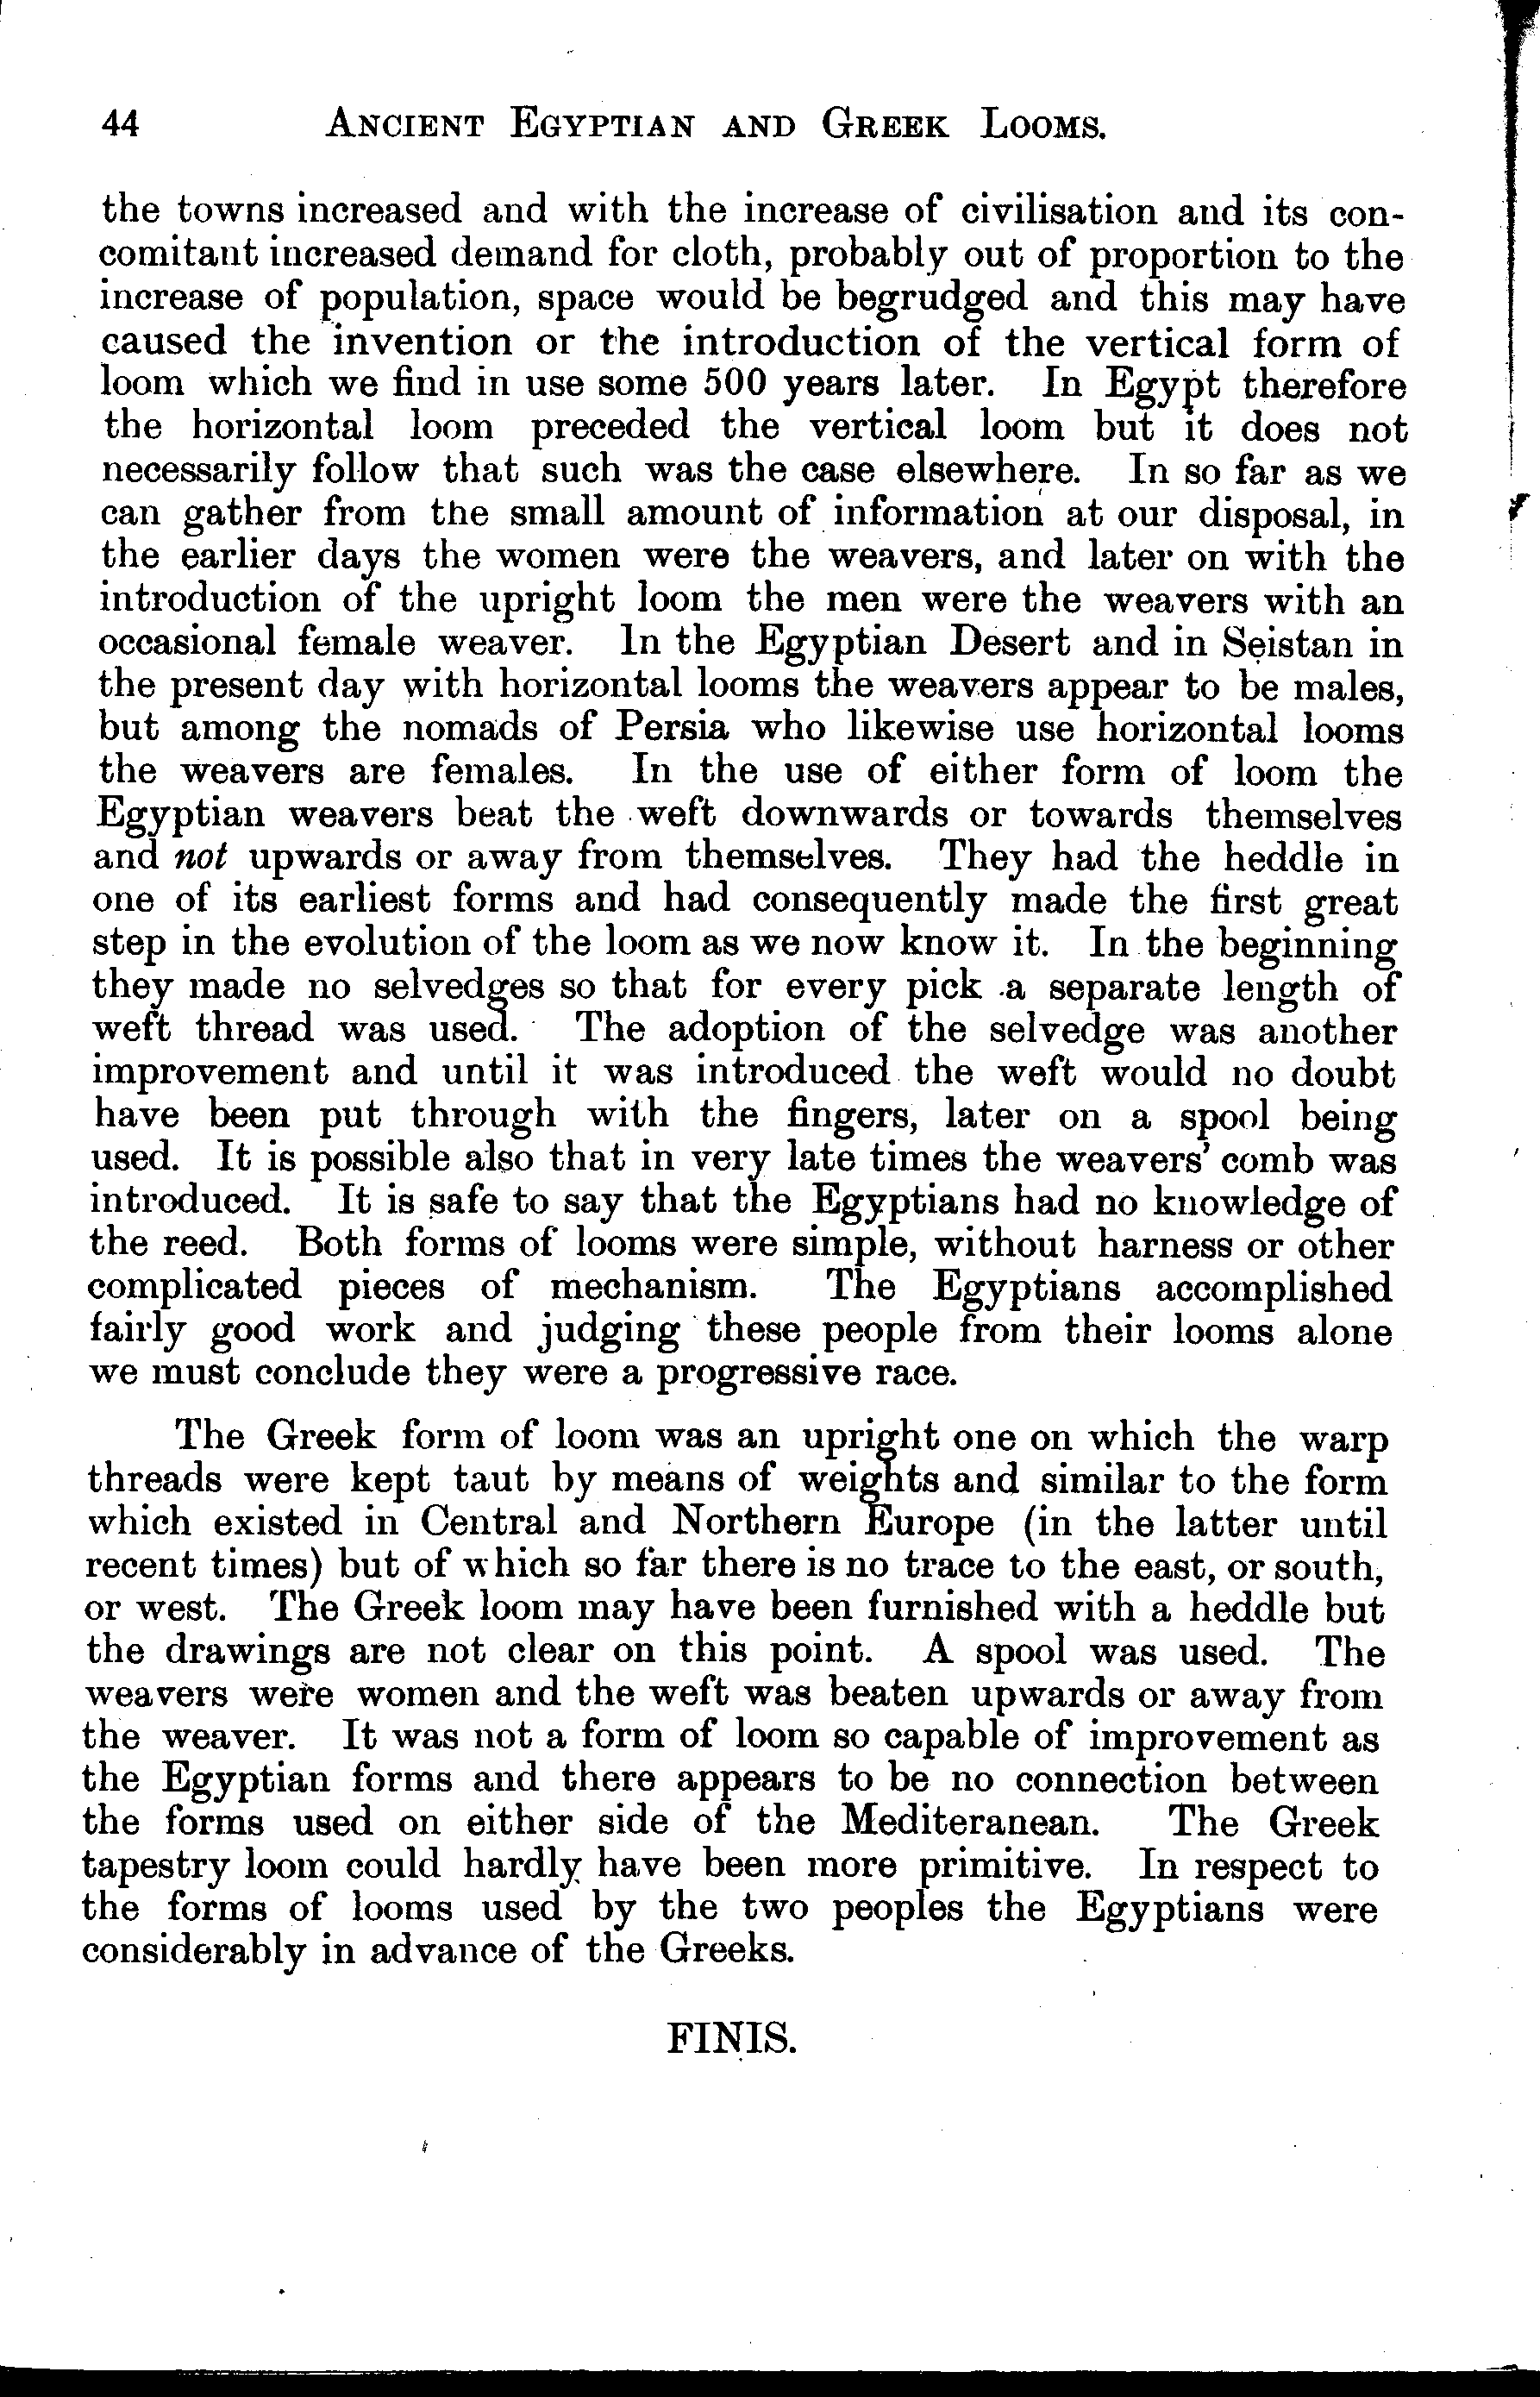 44 ANCIENT EGYPTIAN AND GREEK LOOMS.
the towns increased and with the increase of civilisation and its con-
comitant increased demand for cloth, probably out of proportion to the
increase of population, space would be begrudged and this may have
caused the invention or the introduction of the vertical form of
loom which we find in use some 500 years later. In Egypt therefore
the horizontal loom preceded the vertical loom but it does not
necessarily follow that such was the case elsewhere. In so far as we
can gather from the small amount of information at our disposal, in
the earlier days the women were the weavers, and later on with the
introduction of the upright loom the men were the weavers with an
occasional female weaver. In the Egyptian Desert and in Seistan in
the present day with horizontal looms the weavers appear to be males,
but among the nomads of Persia who likewise use horizontal looms
the weavers are females. In the use of either form of loom the
Egyptian weavers beat the weft downwards or towards themselves
and not upwards or away from themselves. They had the heddle in
one of its earliest forms and had consequently made the first great
step in the evolution of the loom as we now know it. In the beginning
they made no selvedges so that for every pick a separate length of
weft thread was used. The adoption of the selvedge was another
improvement and until it was introduced the weft would no doubt
have been put through with the fingers, later on a spool being
used. It is possible also that in very late times the weavers' comb was
introduced. It is safe to say that the Egyptians had no knowledge of
the reed. Both forms of looms were simple, without harness or other
complicated pieces of mechanism. The Egyptians accomplished
fairly good work and judging these people from their looms alone
we must conclude they were a progressive race.
The Greek form of loom was an upright one on which the warp
threads were kept taut by means of weights and similar to the form
which existed in Central and Northern Europe (in the latter until
recent times) but of which so far there is no trace to the east, or south,
or west. The Greek loom may have been furnished with a heddle but
the drawings are not clear on this point. A spool was used. The
weavers were women and the weft was beaten upwards or away from
the weaver. It was not a form of loom so capable of improvement as
the Egyptian forms and there appears to be no connection between
the forms used on either side of the Mediteranean. The Greek
tapestry loom could hardly have been more primitive. In respect to
the forms of looms used by the two peoples the Egyptians were
considerably in advance of the Greeks.
FINIS.